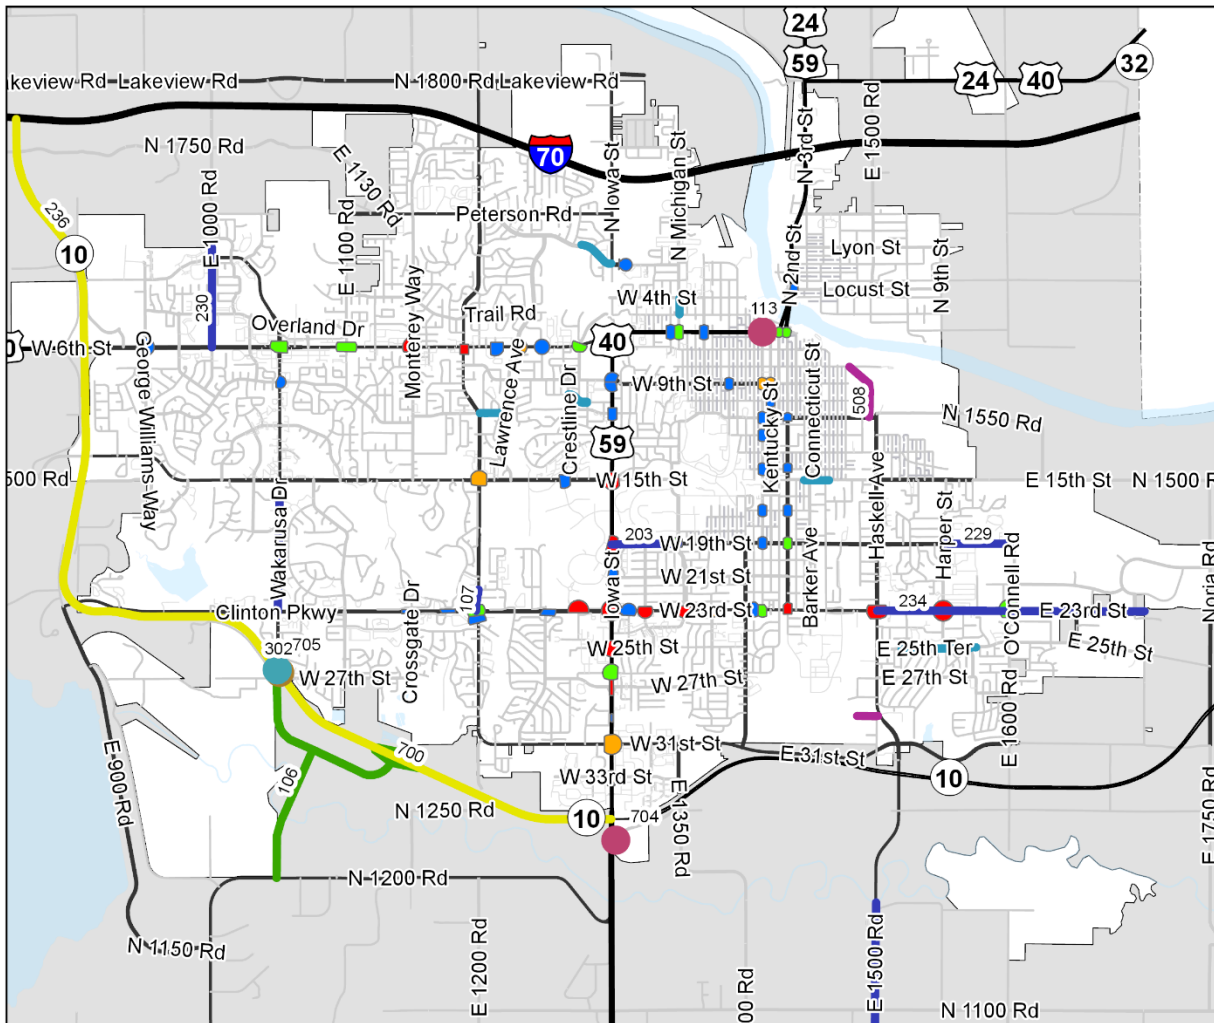 24
59
32
24
40
akeview Rd
Lakeview Rd
N 1800 Rd
Lakeview Rd
E 1500 Rd
N 3rd St
N 1750 Rd
E 1130 Rd
70
N Iowa St
N Michigan St
E 1000 Rd
E 1100 Rd
Peterson Rd
236
10
230
Lyon St
N 9th St
N 2nd St
Locust St
W 4th St
113
Monterey Way
Trail Rd
Overland Dr
40
0
W 6th St
George Williams Way
Lawrence Ave
Crestline Dr
W 9th St
Kentucky St
Connecticut St
508
N 1550 Rd
59
500 Rd
W 15th St
E 15th St
N 1500 R
Wakarusa Dr
Haskell Ave
Harper St
203
W 19th St
229
O'Connell Rd
Noria Rd
W 21st St
Barker Ave
Iowa St
107
Crossgate Dr
Clinton Pkwy
W 23rd St
234
E 23rd St
302
705
W 25th St
E 25th Ter
E 25th St
W 27th St
W 27th St
E 27th St
E 1600 Rd
700
W 31st St
E 31st St
10
E 900 Rd
106
W 33rd St
N 1250 Rd
10
704
E 1350 Rd
E 1750 Rd
N 1200 Rd
N 1150 Rd
E 1200 Rd
00 Rd
E 1500 Rd
N 1100 Rd